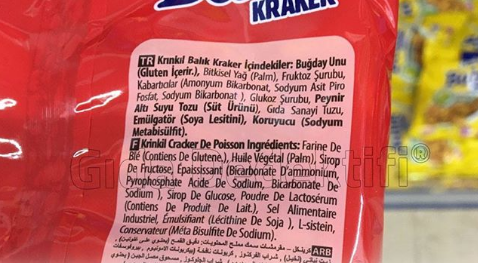 KRAKER
TR Krınkıl Balık Kraker İçindekiler: Buğday Unu
(Gluten İçerir.), Bitkisel Yağ (Palm), Fruktoz Şurubu,
Kabartıcılar (Amonyum Bikarbonat, Sodyum Asit Piro
Fosfat, Sodyum Bikarbonat ), Glukoz Şurubu, Peynir
Altı Suyu Tozu (Süt Ürünü), Gıda Sanayi Tuzu,
Emülgatör (Soya Lesitini), Koruyucu (Sodyum
Metabisülfit).
F Krinkil Cracker De Poisson Ingrédients: Farine De
Blé (Contiens De Glutene,), Huile Végétal (Palm), Sirop
De Fructose, Épaississant (Bicarbonate D'ammonium,
Pyrophosphate Acide De Sodium, Bicarbonate De
Sodium ), Sirop De Glucose, Poudre De Lactosérum
(Contiens De Produit De Lait,), Sel Alimentaire
Industriel, Émulsifiant (Lécithine De Soja ), L-sistein,
Conservateur (Méta Bisulfite De Sodium).
ARB